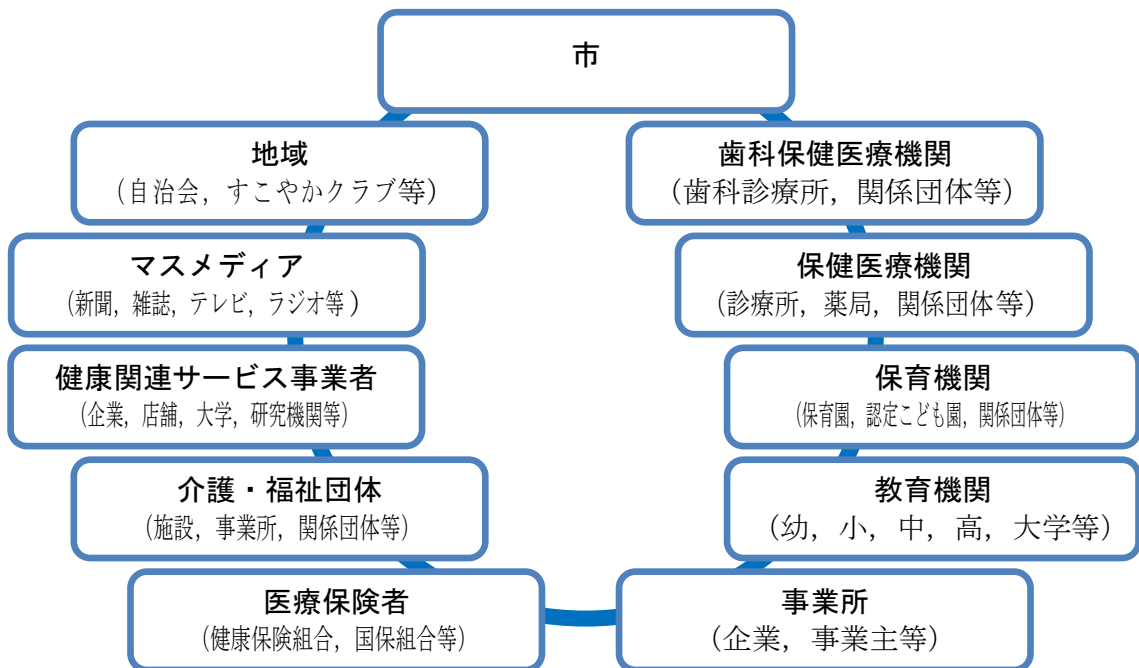 市
地域
(自治会，すこやかクラブ等)
歯科保健医療機関
(歯科診療所，関係団体等)
マスメディア
(新聞，雑誌，テレビ，ラジオ等)
保健医療機関
(診療所，薬局，関係団体等)
健康関連サービス事業者
(企業，店舗，大学，研究機関等)
保育機関
(保育園，認定こども園，関係団体等)
介護・福祉団体
(施設，事業所，関係団体等)
教育機関
(幼，小，中，高，大学等)
医療保険者
(健康保険組合，国保組合等)
事業所
(企業，事業主等)